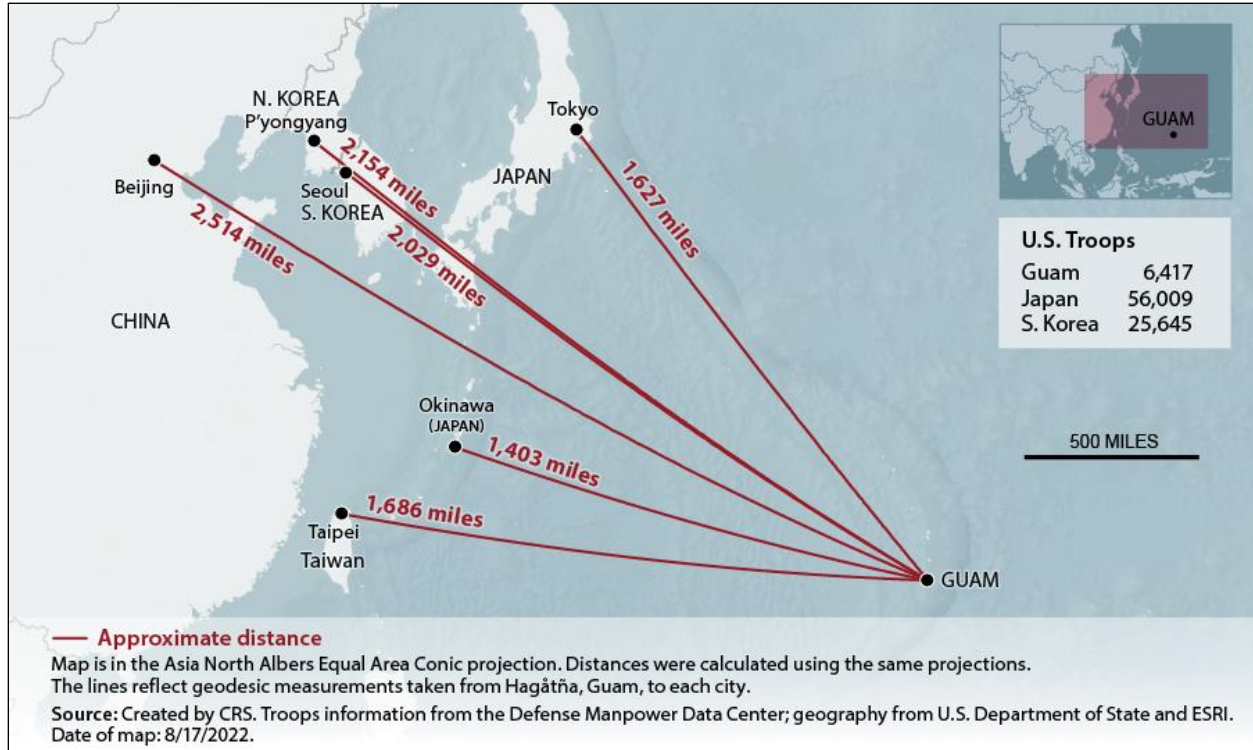 N. KOREA
P'yongyang
Tokyo
GUAM
2,154 miles
JAPAN
1,627 miles
Beijing
Seoul
S. KOREA
2,514 miles
2,029 miles
U.S. Troops
Guam 6,417
Japan 56,009
S. Korea 25,645
CHINA
Okinawa
(JAPAN)
500 MILES
1,403 miles
1,686 miles
Taipei
Taiwan
GUAM
Approximate distance
Map is in the Asia North Albers Equal Area Conic projection. Distances were calculated using the same projections.
The lines reflect geodesic measurements taken from Hagåtña, Guam, to each city.
Source: Created by CRS. Troops information from the Defense Manpower Data Center; geography from U.S. Department of State and ESRI.
Date of map: 8/17/2022.